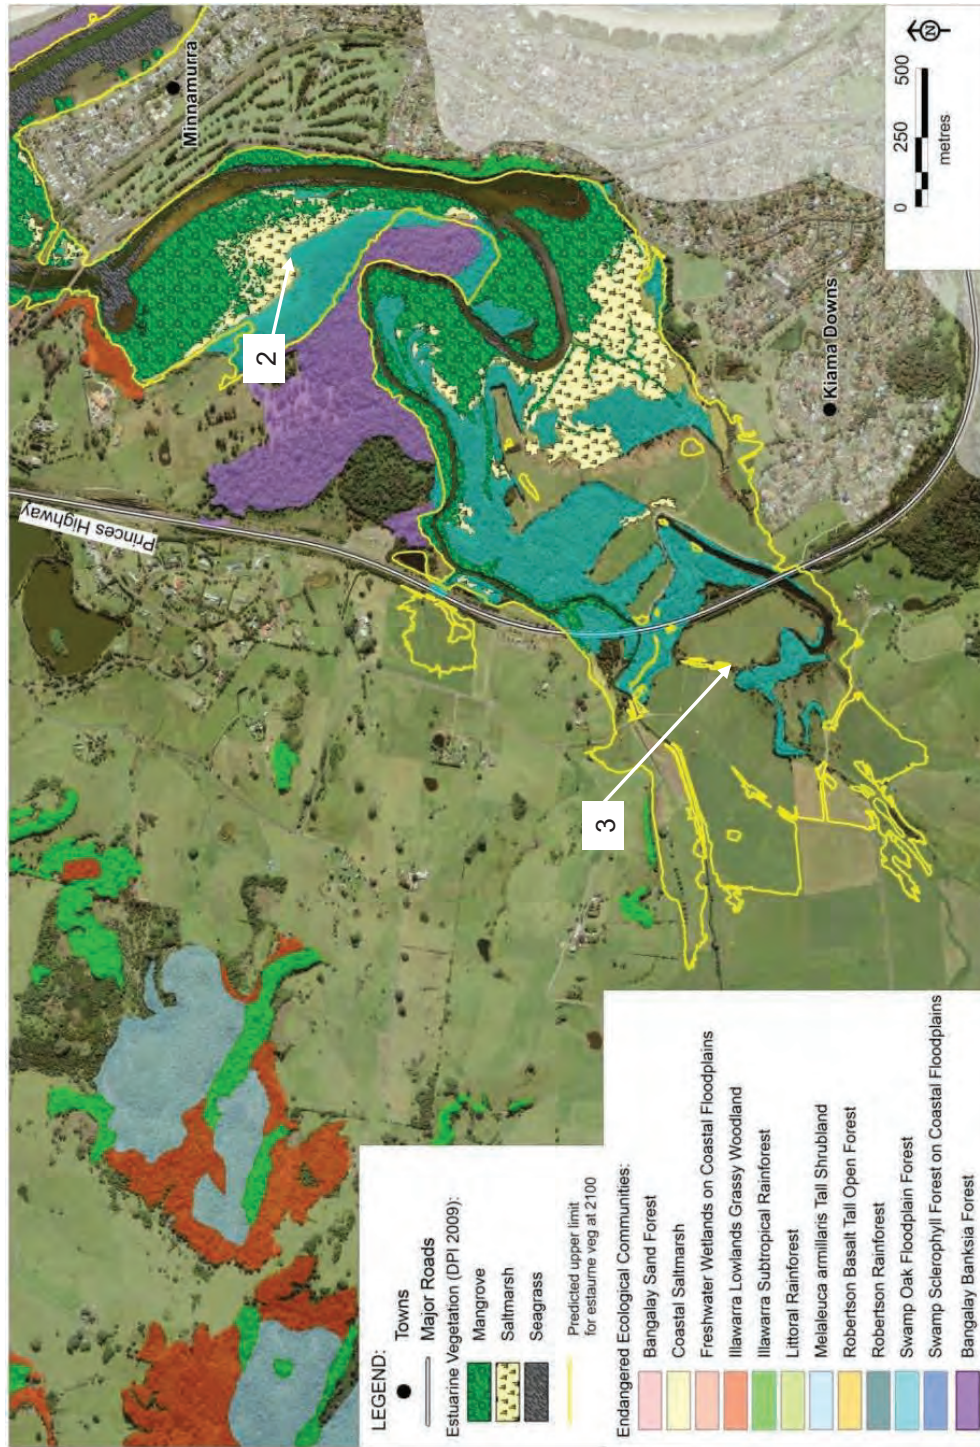 Minnamurra
Princes Highway
2
Kiama Downs
3
N
0 250 500
metres
LEGEND:
Towns
Major Roads
Estuarine Vegetation (DPI 2009):
Mangrove
Saltmarsh
Seagrass
Predicted upper limit
for estaurne veg at 2100
Endangered Ecological Communities:
Bangalay Sand Forest
Coastal Saltmarsh
Freshwater Wetlands on Coastal Floodplains
Illawarra Lowlands Grassy Woodland
Illawarra Subtropical Rainforest
Littoral Rainforest
Melaleuca armillaris Tall Shrubland
Robertson Basalt Tall Open Forest
Robertson Rainforest
Swamp Oak Floodplain Forest
Swamp Sclerophyll Forest on Coastal Floodplains
Bangalay Banksia Forest